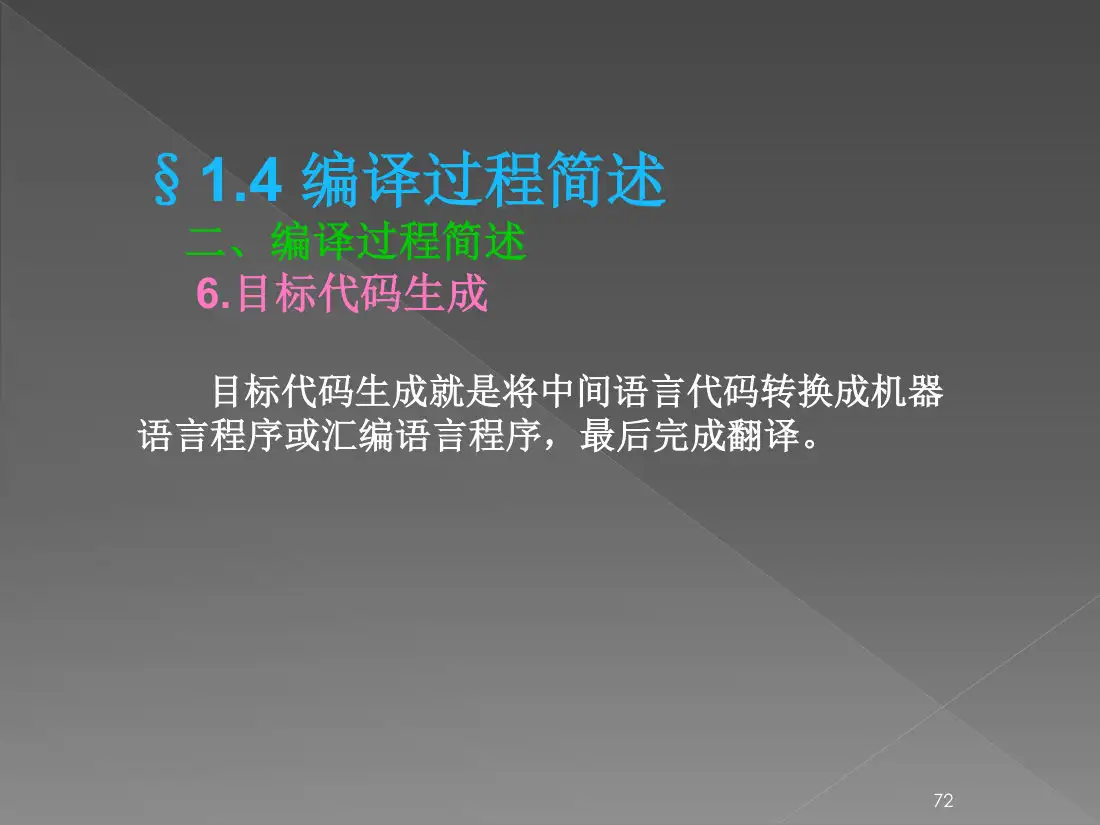 §1.4 编译过程简述
二、编译过程简述
6.目标代码生成
目标代码生成就是将中间语言代码转换成机器
语言程序或汇编语言程序，最后完成翻译。
72